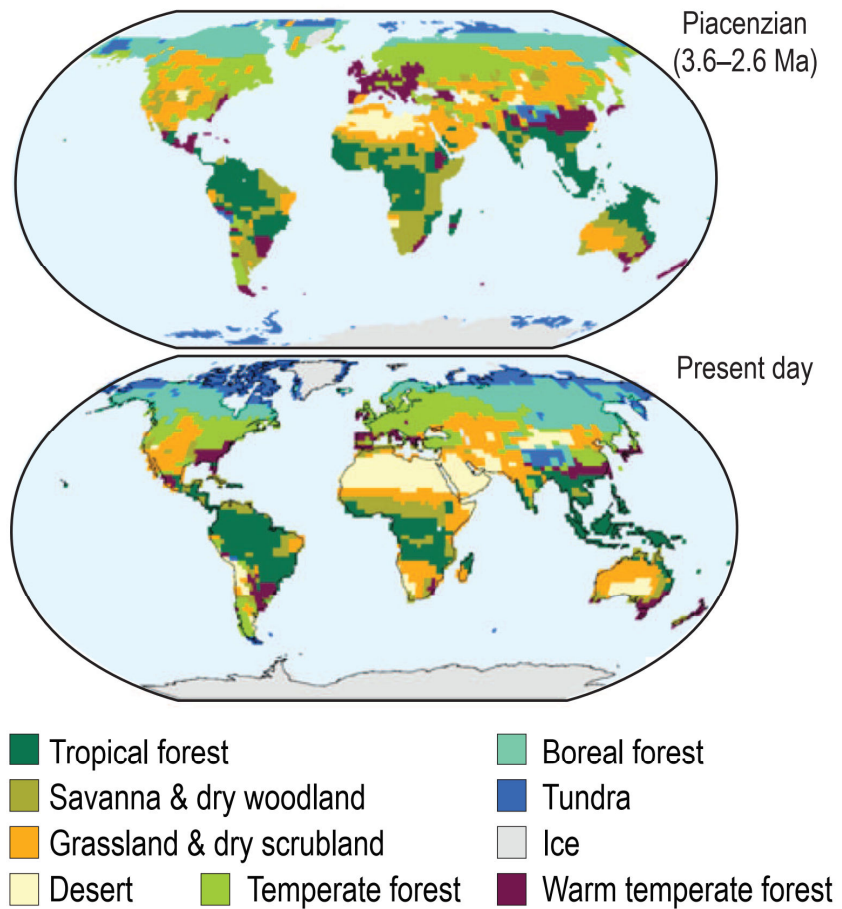 Piacenzian
(3.6–2.6 Ma)
Present day
Tropical forest
Savanna & dry woodland
Grassland & dry scrubland
Desert
Temperate forest
Boreal forest
Tundra
Ice
Warm temperate forest